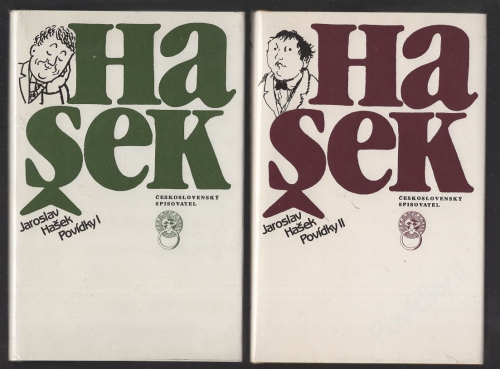 Ha
šek
Jaroslav
Hašek
Povídky I
ČESKOSLOVENSKÝ
SPISOVATEL
Ha
šek
Jaroslav
Hašek
Povídky II
ČESKOSLOVENSKÝ
SPISOVATEL